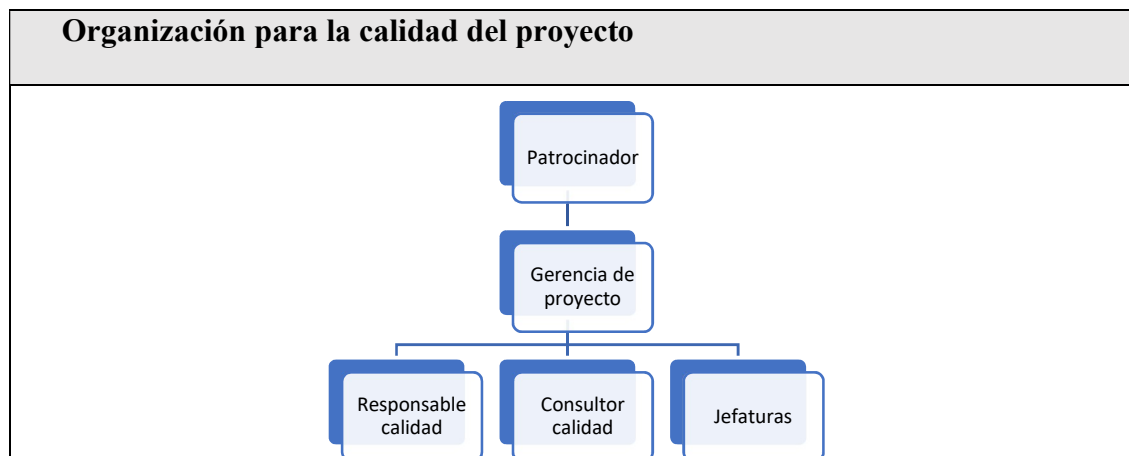 Organización para la calidad del proyecto
Patrocinador
Gerencia de
proyecto
Responsable
calidad
Consultor
calidad
Jefaturas